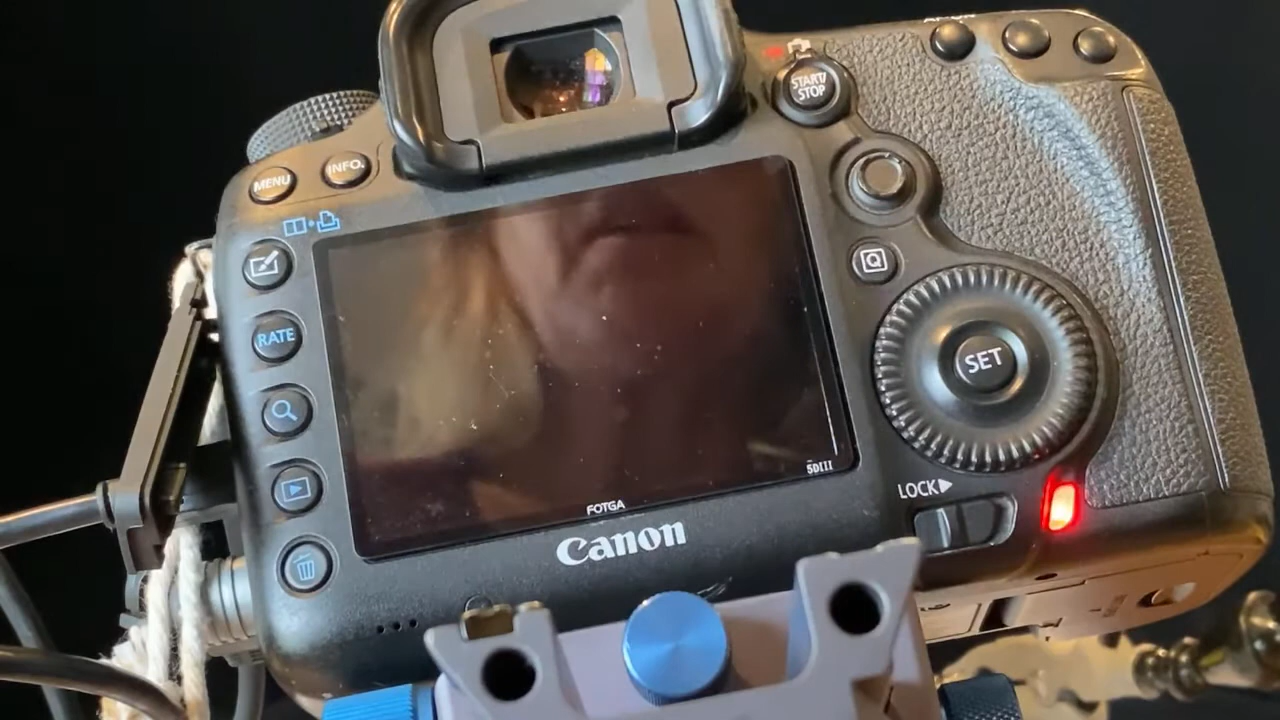 START/
STOP
MENU
INFO.
Q
RATE
SET
5DIII
LOCK▶
FOTGA
Canon